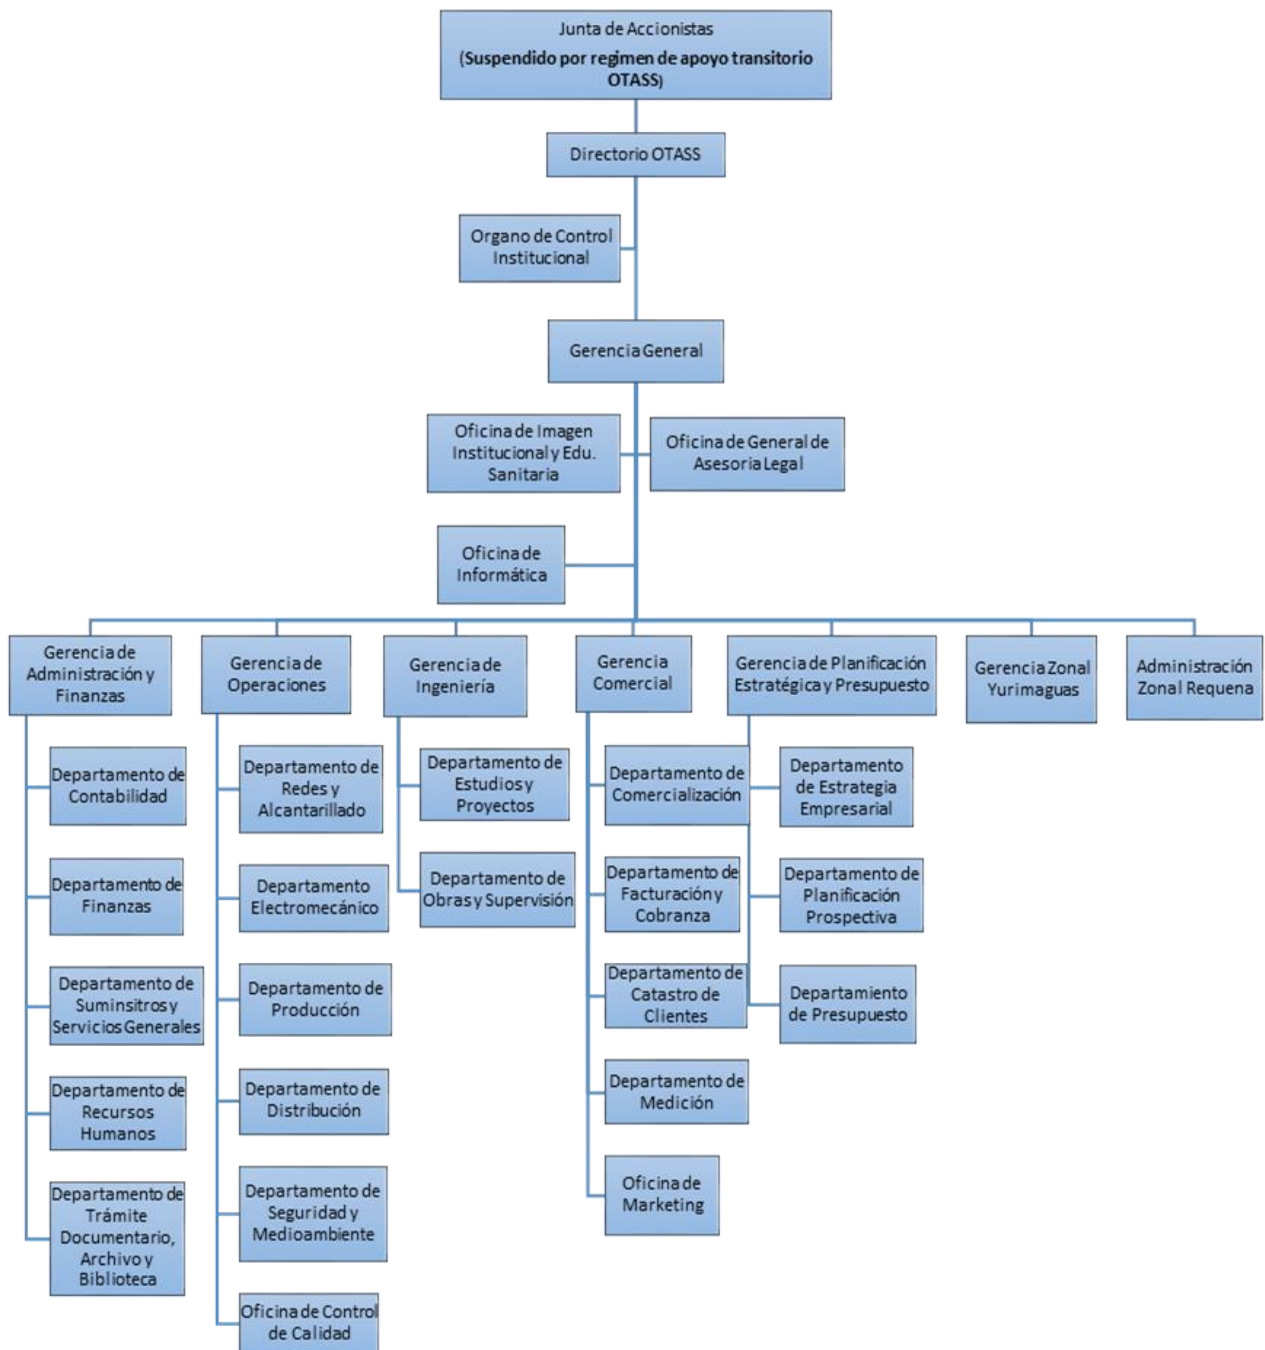 Junta de Accionistas
(Suspendido por regimen de apoyo transitorio
OTASS)
Directorio OTASS
Organo de Control
Institucional
Gerencia General
Oficina de Imagen
Institucional y Edu.
Sanitaria
Oficina de General de
Asesoria Legal
Oficina de
Informática
Gerencia de
Administración y
Finanzas
Gerencia de
Operaciones
Gerencia de
Ingeniería
Gerencia
Comercial
Gerencia de Planificación
Estratégica y Presupuesto
Gerencia Zonal
Yurimaguas
Administración
Zonal Requena
Departamento de
Contabilidad
Departamento de
Finanzas
Departamento de
Suminsitros y
Servicios Generales
Departamento de
Recursos
Humanos
Departamento de
Trámite
Documentario,
Archivo y
Biblioteca
Departamento de
Redes y
Alcantarillado
Departamento
Electromecánico
Departamento de
Producción
Departamento de
Distribución
Departamento de
Seguridad y
Medioambiente
Oficina de Control
de Calidad
Departamento de
Estudios y
Proyectos
Departamento de
Obras y Supervisión
Departamento de
Comercialización
Departamento de
Facturación y
Cobranza
Departamento de
Catastro de
Clientes
Departamento de
Medición
Oficina de
Marketing
Departamento
de Estrategia
Empresarial
Departamento de
Planificación
Prospectiva
Departamiento
de Presupuesto